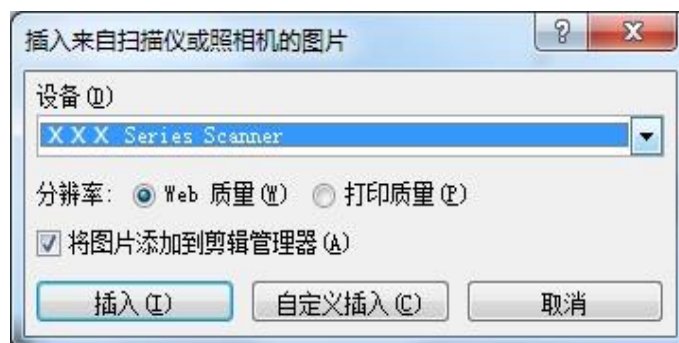 插入来自扫描仪或照相机的图片
设备(D)
XXX Series Scanner
分辨率: Web 质量(W) 打印质量(P)
将图片添加到剪辑管理器(A)
插入(I) 自定义插入(C) 取消